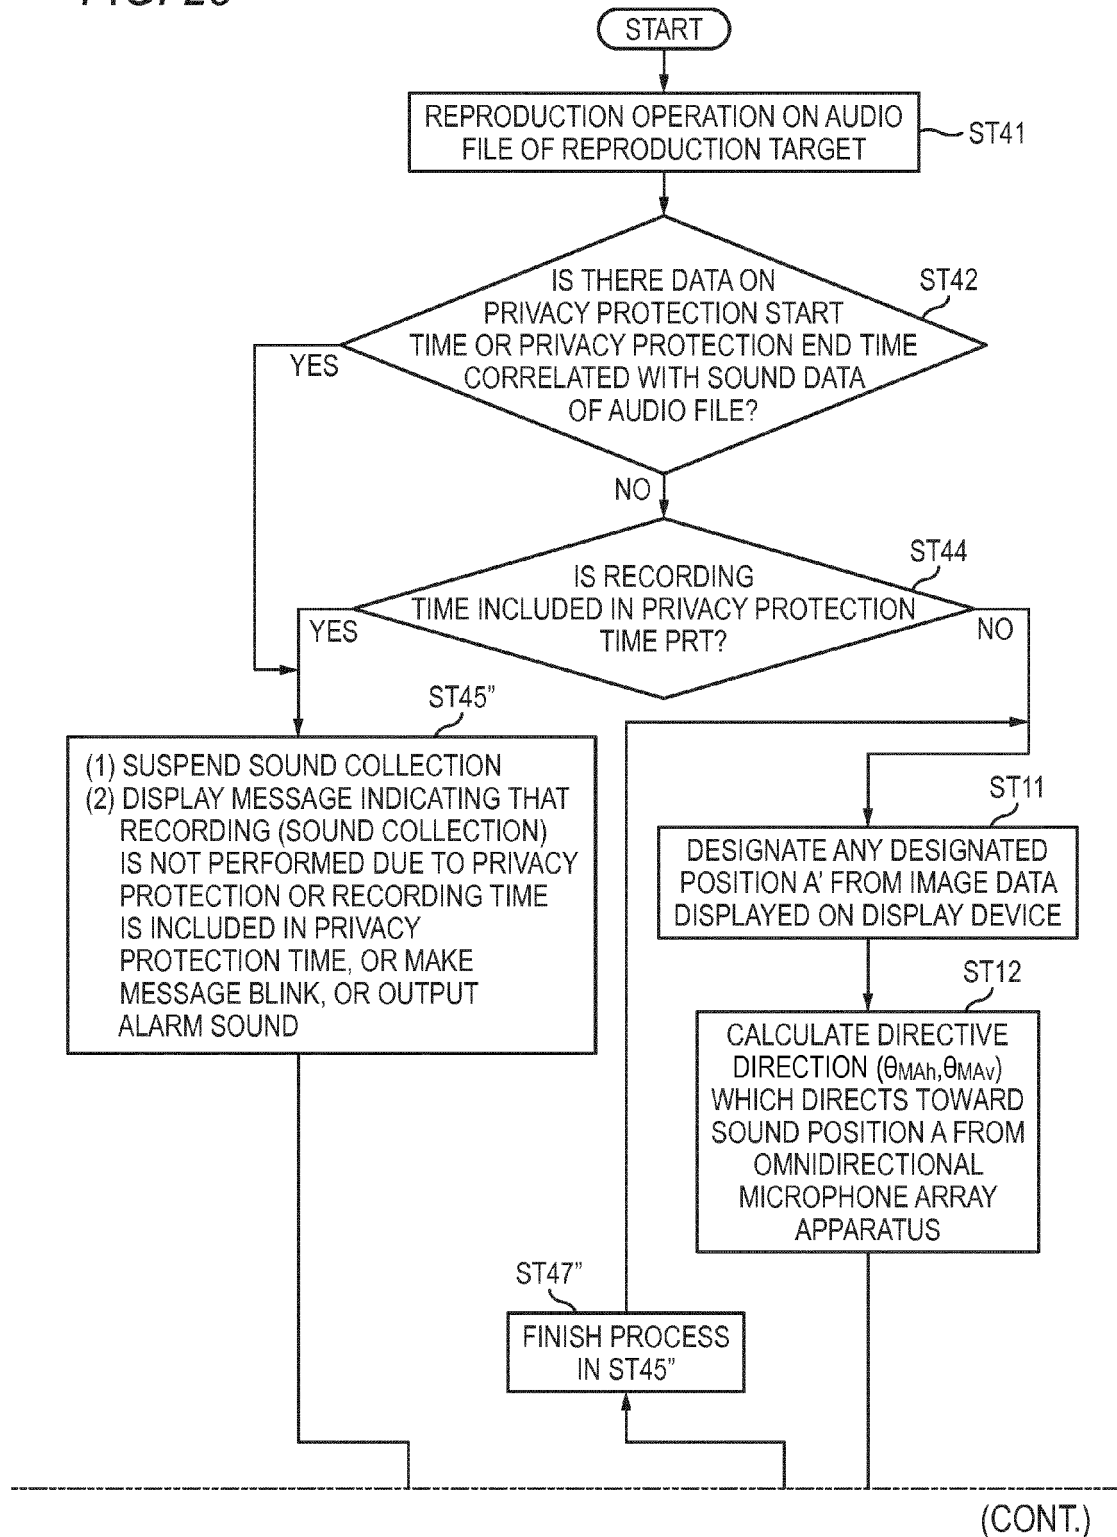 START
REPRODUCTION OPERATION ON AUDIO
FILE OF REPRODUCTION TARGET
ST41
IS THERE DATA ON
PRIVACY PROTECTION START
TIME OR PRIVACY PROTECTION END TIME
CORRELATED WITH SOUND DATA
OF AUDIO FILE?
ST42
YES
NO
IS RECORDING
TIME INCLUDED IN PRIVACY PROTECTION
TIME PRT?
ST44
YES
NO
ST45”
(1) SUSPEND SOUND COLLECTION
(2) DISPLAY MESSAGE INDICATING THAT
RECORDING (SOUND COLLECTION)
IS NOT PERFORMED DUE TO PRIVACY
PROTECTION OR RECORDING TIME
IS INCLUDED IN PRIVACY
PROTECTION TIME, OR MAKE
MESSAGE BLINK, OR OUTPUT
ALARM SOUND
ST11
DESIGNATE ANY DESIGNATED
POSITION A’ FROM IMAGE DATA
DISPLAYED ON DISPLAY DEVICE
ST12
CALCULATE DIRECTIVE
DIRECTION (θMAh,θMAv)
WHICH DIRECTS TOWARD
SOUND POSITION A FROM
OMNIDIRECTIONAL
MICROPHONE ARRAY
APPARATUS
ST47”
FINISH PROCESS
IN ST45”
(CONT.)